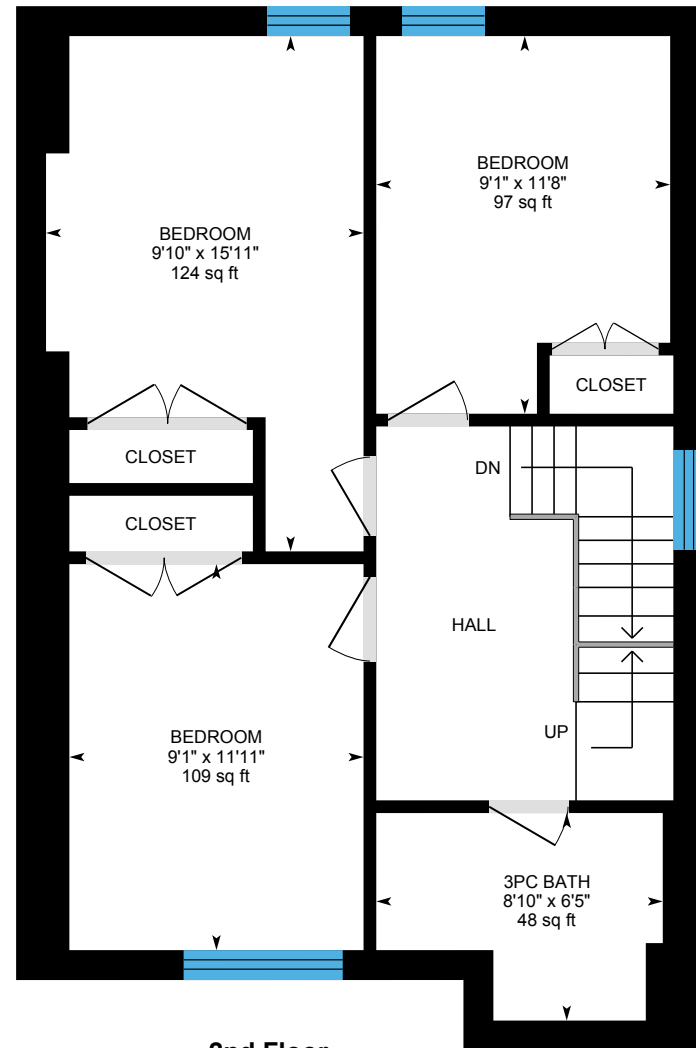 BEDROOM
9'10" x 15'11"
124 sq ft
BEDROOM
9'1" x 11'8"
97 sq ft
CLOSET
CLOSET
CLOSET
DN
HALL
UP
BEDROOM
9'1" x 11'11"
109 sq ft
3PC BATH
8'10" x 6'5"
48 sq ft